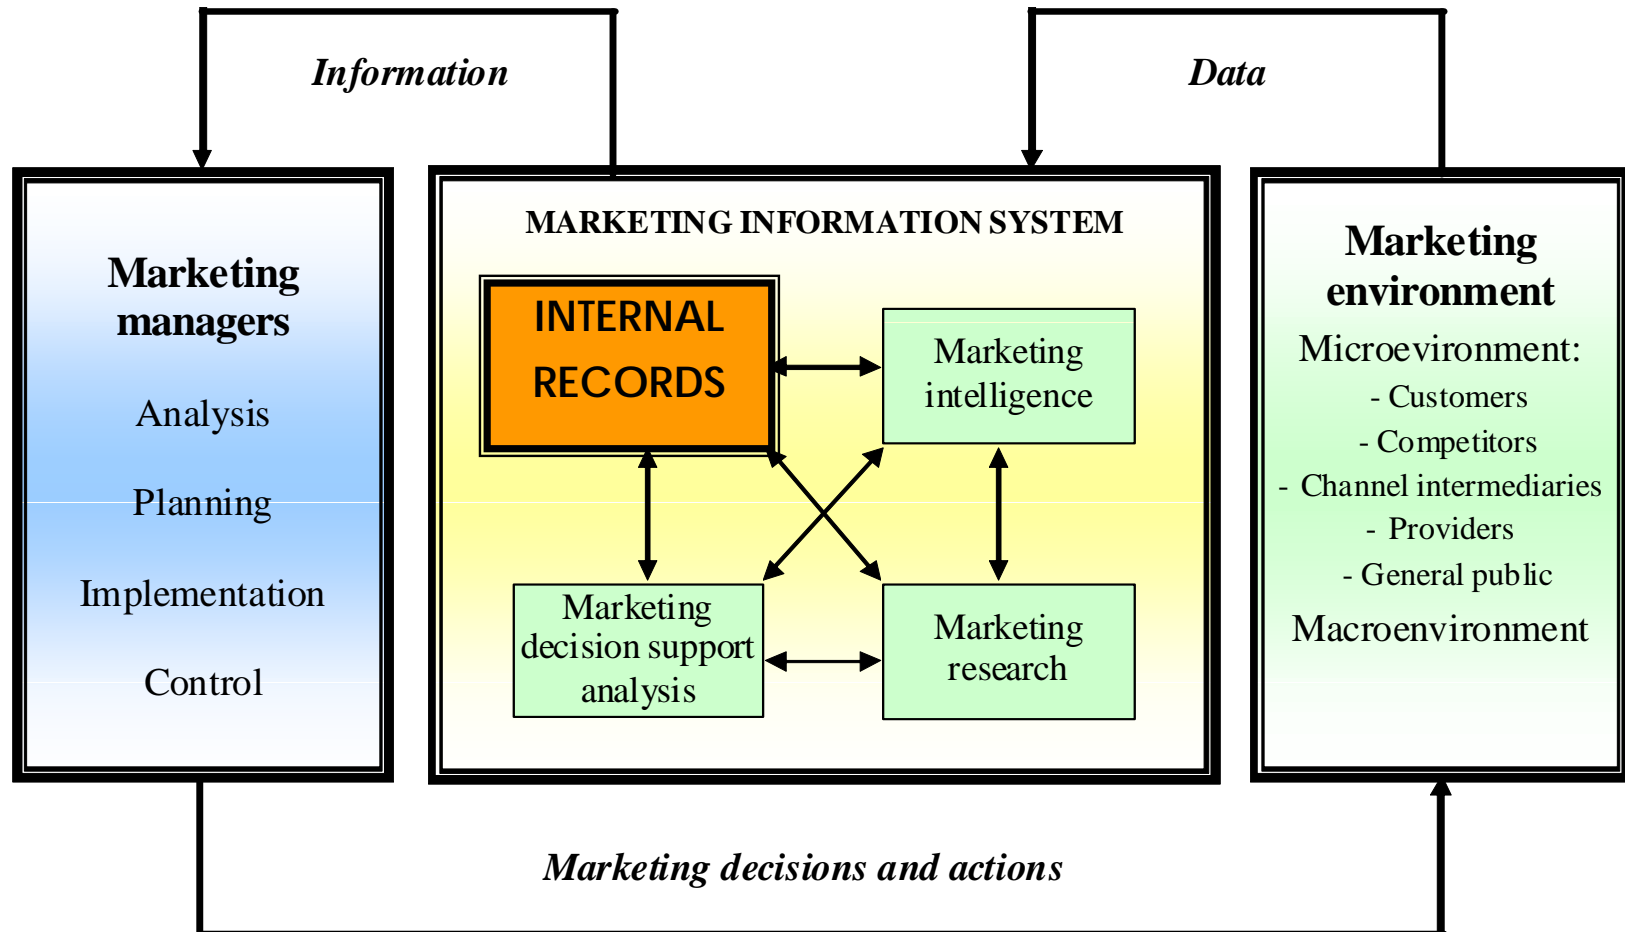 Information
Data
Marketing
managers
Analysis
Planning
Implementation
Control
MARKETING INFORMATION SYSTEM
INTERNAL
RECORDS
Marketing
intelligence
Marketing
decision support
analysis
Marketing
research
Marketing
environment
Microevironment:
- Customers
- Competitors
- Channel intermediaries
- Providers
- General public
Macroenvironment
Marketing decisions and actions